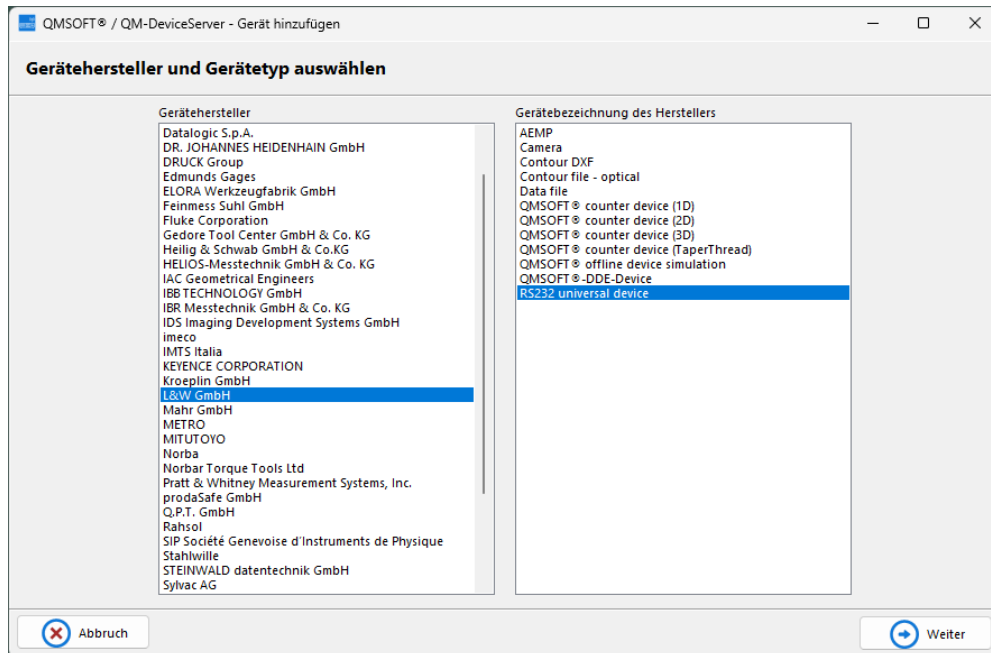 QMSOFT® / QM-DeviceServer - Gerät hinzufügen
Gerätehersteller und Gerätetyp auswählen
Gerätehersteller
Datalogic S.p.A.
DR. JOHANNES HEIDENHAIN GmbH
DRUCK Group
Edmunds Gages
ELORA Werkzeugfabrik GmbH
Feinmess Suhl GmbH
Fluke Corporation
Gedore Tool Center GmbH & Co. KG
Heilig & Schwab GmbH & Co.KG
HELIOS-Messtechnik GmbH & Co. KG
IAC Geometrical Engineers
IBB TECHNOLOGY GmbH
IBR Messtechnik GmbH & Co. KG
IDS Imaging Development Systems GmbH
imeco
IMTS Italia
KEYENCE CORPORATION
Kroeplin GmbH
L&W GmbH
Mahr GmbH
METRO
MITUTOYO
Norba
Norbar Torque Tools Ltd
Pratt & Whitney Measurement Systems, Inc.
prodaSafe GmbH
Q.P.T. GmbH
Rahsol
SIP Société Genevoise d'Instruments de Physique
Stahlwille
STEINWALD datentechnik GmbH
Sylvac AG
Gerätebezeichnung des Herstellers
AEMP
Camera
Contour DXF
Contour file - optical
Data file
QMSOFT® counter device (1D)
QMSOFT® counter device (2D)
QMSOFT® counter device (3D)
QMSOFT® counter device (TaperThread)
QMSOFT® offline device simulation
QMSOFT®-DDE-Device
RS232 universal device
Abbruch
Weiter